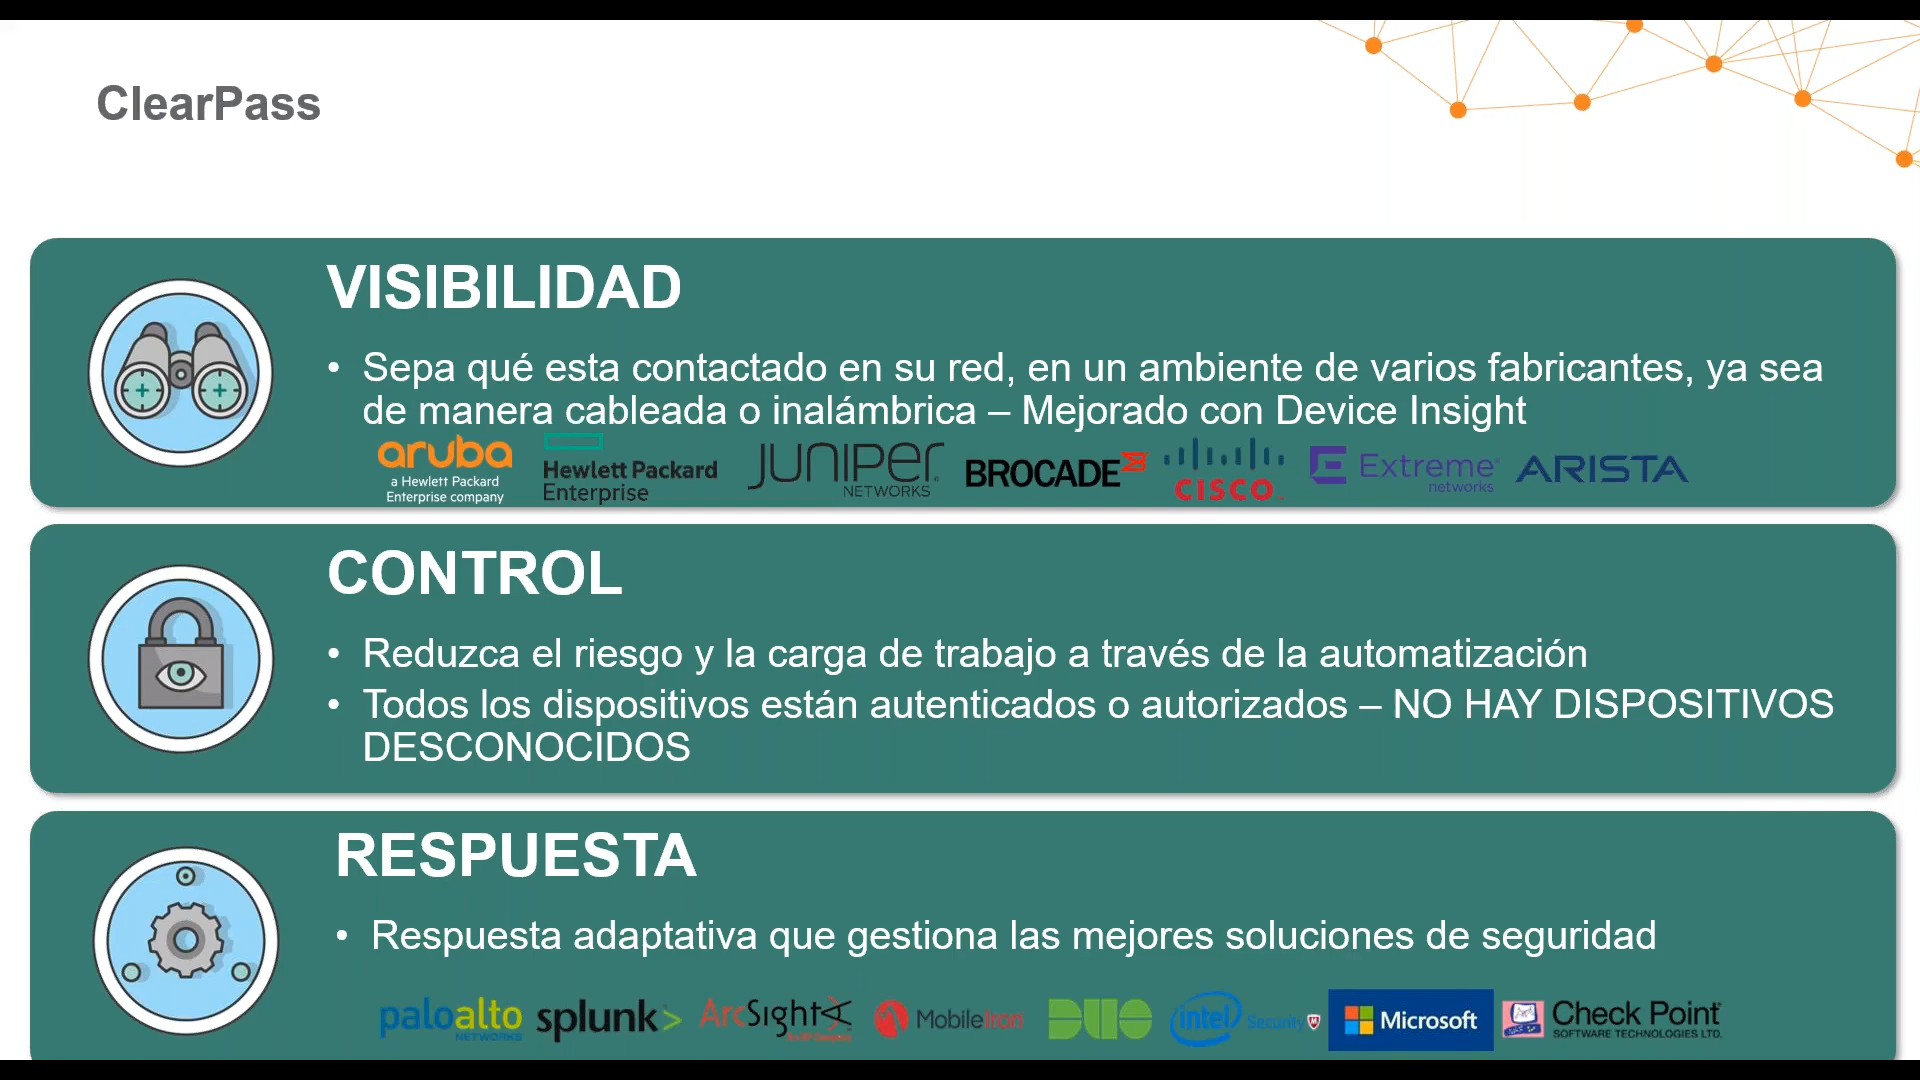 ClearPass
VISIBILIDAD
• Sepa qué esta contactado en su red, en un ambiente de varios fabricantes, ya sea
de manera cableada o inalámbrica – Mejorado con Device Insight
aruba
a Hewlett Packard
Enterprise company
Hewlett Packard
Enterprise
JUNIPER
NETWORKS
BROCADE
CISCO
Extreme
networks
ARISTA
CONTROL
• Reduzca el riesgo y la carga de trabajo a través de la automatización
• Todos los dispositivos están autenticados o autorizados – NO HAY DISPOSITIVOS
DESCONOCIDOS
RESPUESTA
• Respuesta adaptativa que gestiona las mejores soluciones de seguridad
paloalto
NETWORKS
splunk>
ArcSight
An HP Company
MobileIron
DUO
intel Security
Microsoft
Check Point
SOFTWARE TECHNOLOGIES LTD.